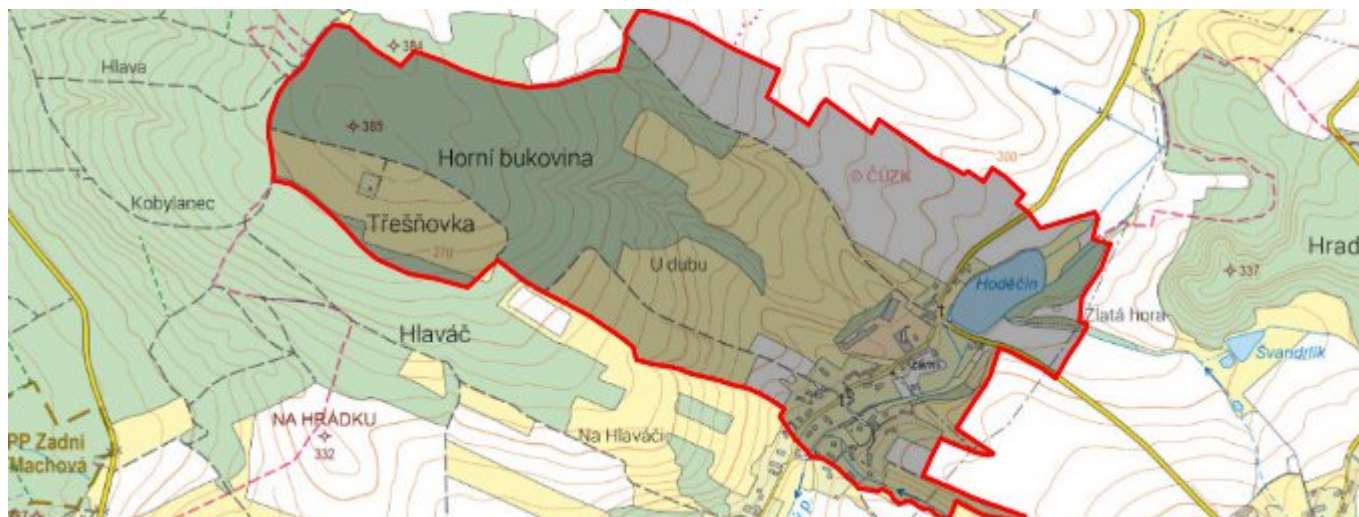 384
Hlava
385
Horní bukovina
© ČÚZK
300
Kobylanec
Třešňovka
370
U dubu
Hoděčín
337
Hrad
Zlatá hora
Švandrlík
Hlaváč
NA HRÁDKU
332
Na Hlaváči
zám.
PP Zadní
Machová